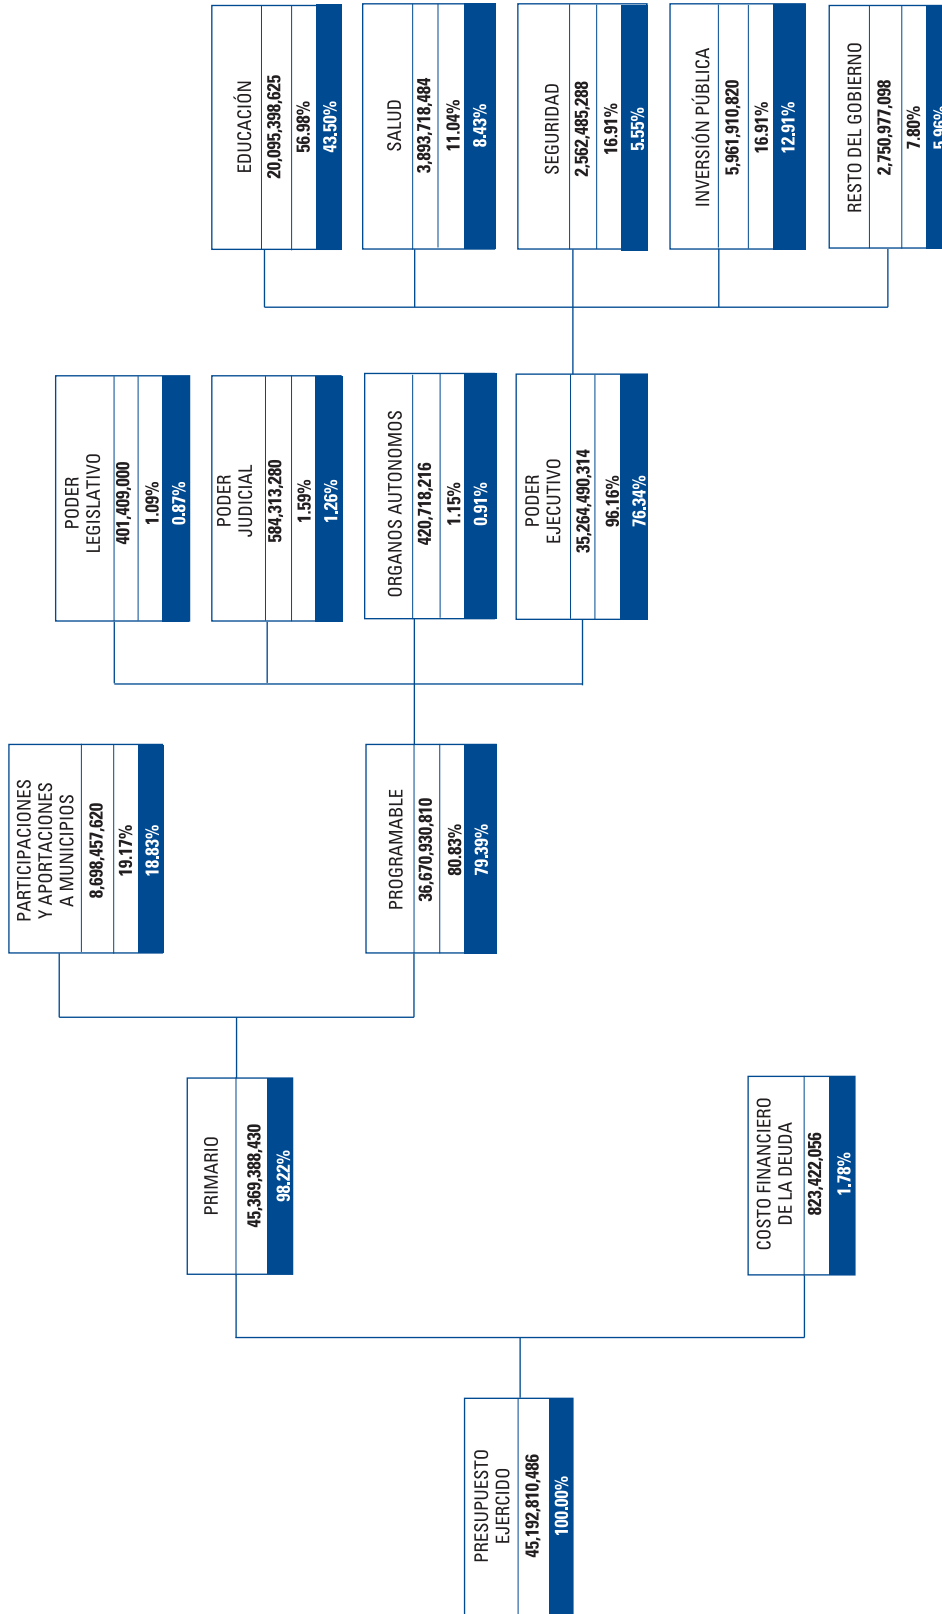 PRESUPUESTO
EJERCIDO
45,192,810,486
100.00%
PRIMARIO
45,369,388,430
98.22%
COSTO FINANCIERO
DE LA DEUDA
823,422,056
1.78%
PARTICIPACIONES
Y APORTACIONES
A MUNICIPIOS
8,698,457,620
19.17%
18.83%
PROGRAMABLE
36,670,930,810
80.83%
79.39%
PODER
LEGISLATIVO
401,409,000
1.09%
0.87%
PODER
JUDICIAL
584,313,280
1.59%
1.26%
ORGANOS AUTONOMOS
420,718,216
1.15%
0.91%
PODER
EJECUTIVO
35,264,490,314
96.16%
76.34%
EDUCACIÓN
20,095,398,625
56.98%
43.50%
SALUD
3,893,718,484
11.04%
8.43%
SEGURIDAD
2,562,485,288
16.91%
5.55%
INVERSIÓN PÚBLICA
5,961,910,820
16.91%
12.91%
RESTO DEL GOBIERNO
2,750,977,098
7.80%
5.96%